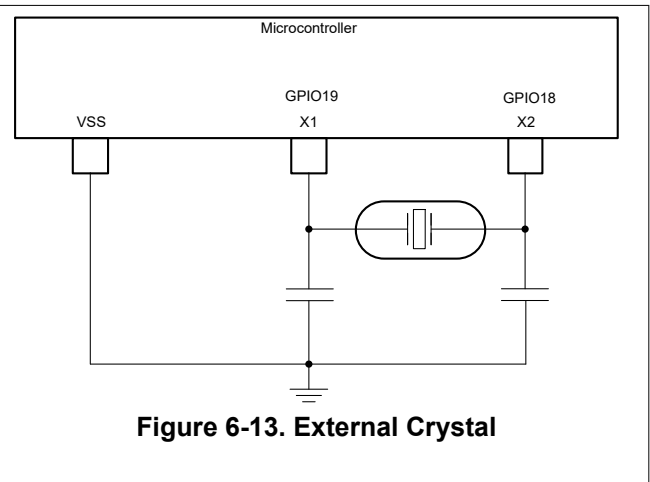 Microcontroller
GPIO19
GPIO18
VSS
X1
X2
Figure 6-13. External Crystal